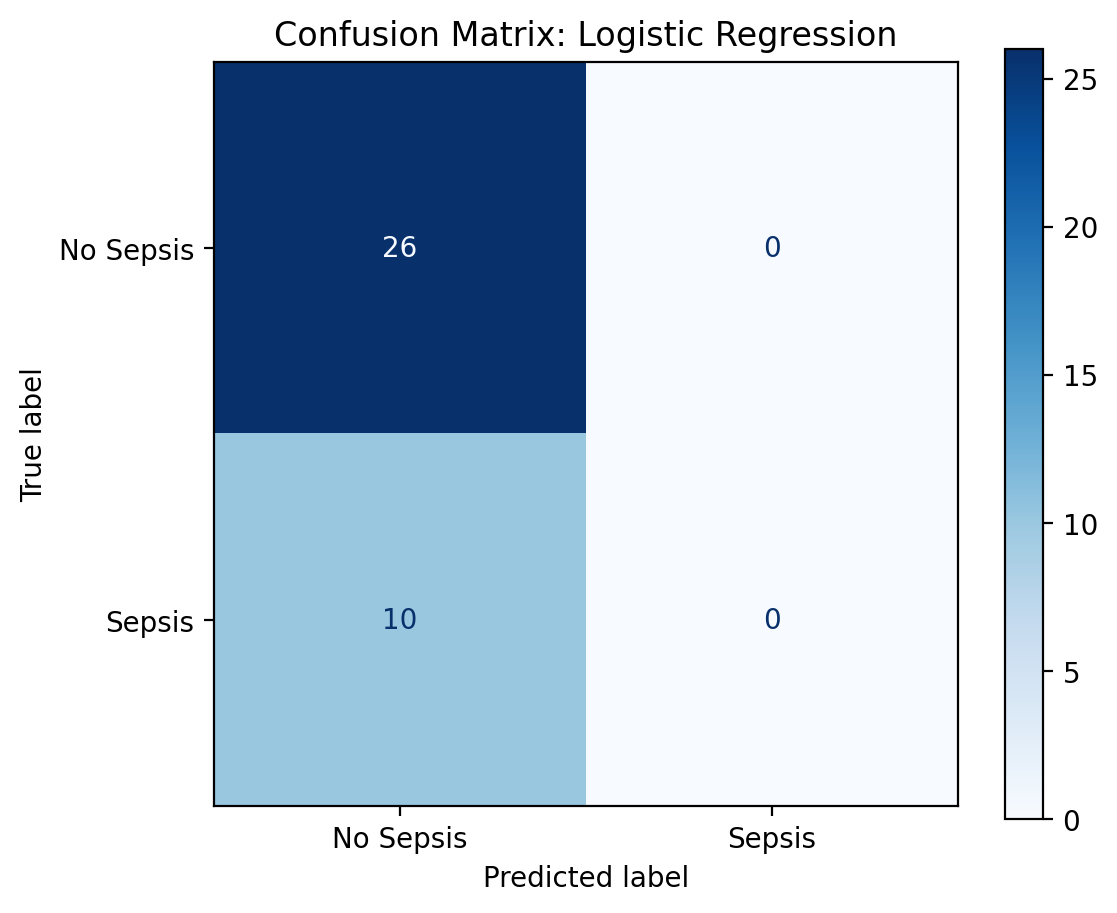 Confusion Matrix: Logistic Regression
True label
No Sepsis
Sepsis
26
0
10
0
No Sepsis
Sepsis
Predicted label
25
20
15
10
5
0